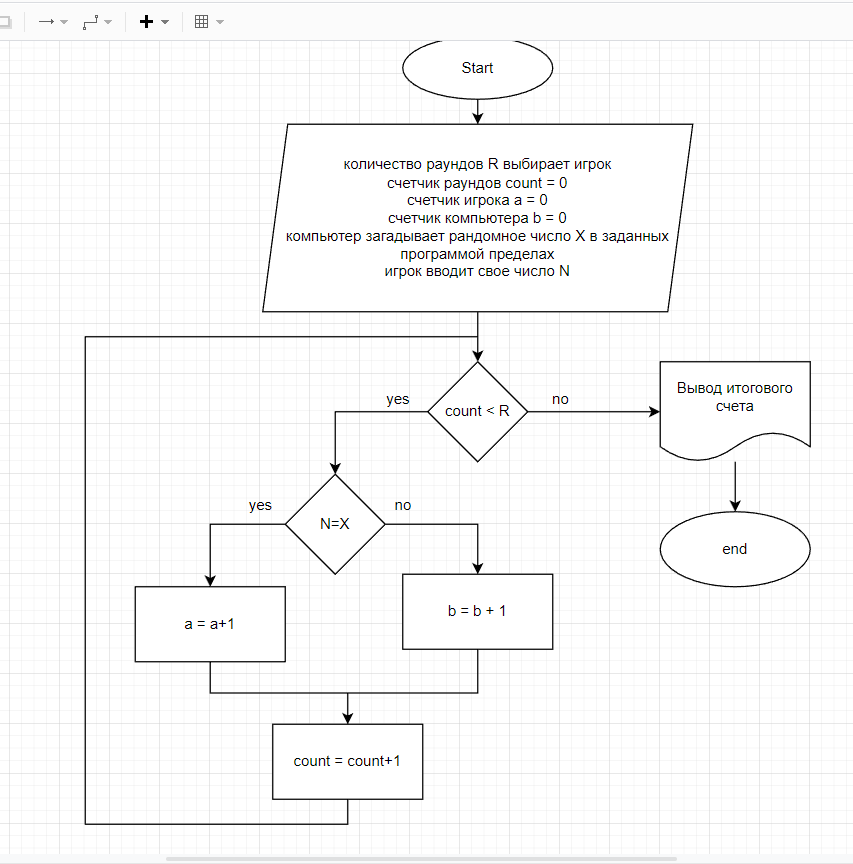 Start
количество раундов R выбирает игрок
счетчик раундов count = 0
счетчик игрока a = 0
счетчик компьютера b = 0
компьютер загадывает рандомное число X в заданных
программой пределах
игрок вводит свое число N
yes
count < R
no
Вывод итогового
счета
yes
N=X
no
end
a = a+1
b = b + 1
count = count+1